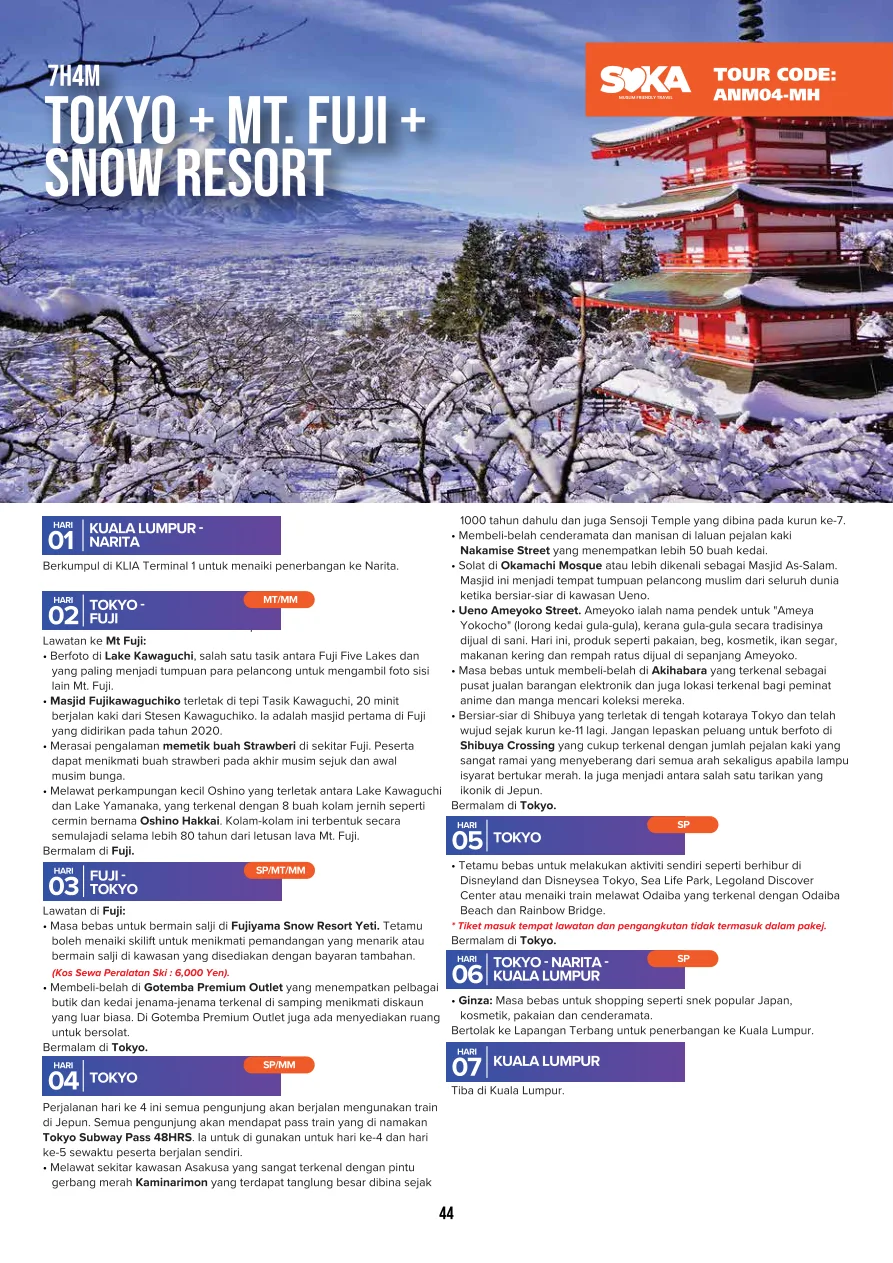 7H4M
TOKYO + MT. FUJI +
SNOW RESORT
SOKA
MUSLIM FRIENDLY TRAVEL
TOUR CODE:
ANM04-MH
HARI
01
KUALA LUMPUR -
NARITA
Berkumpul di KLIA Terminal 1 untuk menaiki penerbangan ke Narita.
HARI
02
TOKYO -
FUJI
MT/MM
Lawatan ke Mt Fuji:
• Berfoto di Lake Kawaguchi, salah satu tasik antara Fuji Five Lakes dan
yang paling menjadi tumpuan para pelancong untuk mengambil foto sisi
lain Mt. Fuji.
• Masjid Fujikawaguchiko terletak di tepi Tasik Kawaguchi, 20 minit
berjalan kaki dari Stesen Kawaguchiko. Ia adalah masjid pertama di Fuji
yang didirikan pada tahun 2020.
• Merasai pengalaman memetik buah Strawberi di sekitar Fuji. Peserta
dapat menikmati buah strawberi pada akhir musim sejuk dan awal
musim bunga.
• Melawat perkampungan kecil Oshino yang terletak antara Lake Kawaguchi
dan Lake Yamanaka, yang terkenal dengan 8 buah kolam jernih seperti
cermin bernama Oshino Hakkai. Kolam-kolam ini terbentuk secara
semulajadi selama lebih 80 tahun dari letusan lava Mt. Fuji.
Bermalam di Fuji.
HARI
03
FUJI -
TOKYO
SP/MT/MM
Lawatan di Fuji:
• Masa bebas untuk bermain salji di Fujiyama Snow Resort Yeti. Tetamu
boleh menaiki skilift untuk menikmati pemandangan yang menarik atau
bermain salji di kawasan yang disediakan dengan bayaran tambahan.
(Kos Sewa Peralatan Ski : 6,000 Yen).
• Membeli-belah di Gotemba Premium Outlet yang menempatkan pelbagai
butik dan kedai jenama-jenama terkenal di samping menikmati diskaun
yang luar biasa. Di Gotemba Premium Outlet juga ada menyediakan ruang
untuk bersolat.
Bermalam di Tokyo.
HARI
04
TOKYO
SP/MM
Perjalanan hari ke 4 ini semua pengunjung akan berjalan mengunakan train
di Jepun. Semua pengunjung akan mendapat pass train yang di namakan
Tokyo Subway Pass 48HRS. Ia untuk di gunakan untuk hari ke-4 dan hari
ke-5 sewaktu peserta berjalan sendiri.
• Melawat sekitar kawasan Asakusa yang sangat terkenal dengan pintu
gerbang merah Kaminarimon yang terdapat tanglung besar dibina sejak
1000 tahun dahulu dan juga Sensoji Temple yang dibina pada kurun ke-7.
• Membeli-belah cenderamata dan manisan di laluan pejalan kaki
Nakamise Street yang menempatkan lebih 50 buah kedai.
• Solat di Okamachi Mosque atau lebih dikenali sebagai Masjid As-Salam.
Masjid ini menjadi tempat tumpuan pelancong muslim dari seluruh dunia
ketika bersiar-siar di kawasan Ueno.
• Ueno Ameyoko Street. Ameyoko ialah nama pendek untuk "Ameya
Yokocho" (lorong kedai gula-gula), kerana gula-gula secara tradisinya
dijual di sani. Hari ini, produk seperti pakaian, beg, kosmetik, ikan segar,
makanan kering dan rempah ratus dijual di sepanjang Ameyoko.
• Masa bebas untuk membeli-belah di Akihabara yang terkenal sebagai
pusat jualan barangan elektronik dan juga lokasi terkenal bagi peminat
anime dan manga mencari koleksi mereka.
• Bersiar-siar di Shibuya yang terletak di tengah kotaraya Tokyo dan telah
wujud sejak kurun ke-11 lagi. Jangan lepaskan peluang untuk berfoto di
Shibuya Crossing yang cukup terkenal dengan jumlah pejalan kaki yang
sangat ramai yang menyeberang dari semua arah sekaligus apabila lampu
isyarat bertukar merah. Ia juga menjadi antara salah satu tarikan yang
ikonik di Jepun.
Bermalam di Tokyo.
HARI
05
TOKYO
SP
• Tetamu bebas untuk melakukan aktiviti sendiri seperti berhibur di
Disneyland dan Disneysea Tokyo, Sea Life Park, Legoland Discover
Center atau menaiki train melawat Odaiba yang terkenal dengan Odaiba
Beach dan Rainbow Bridge.
* Tiket masuk tempat lawatan dan pengangkutan tidak termasuk dalam pakej.
Bermalam di Tokyo.
HARI
06
TOKYO - NARITA -
KUALA LUMPUR
SP
• Ginza: Masa bebas untuk shopping seperti snek popular Japan,
kosmetik, pakaian dan cenderamata.
Bertolak ke Lapangan Terbang untuk penerbangan ke Kuala Lumpur.
HARI
07
KUALA LUMPUR
Tiba di Kuala Lumpur.
44